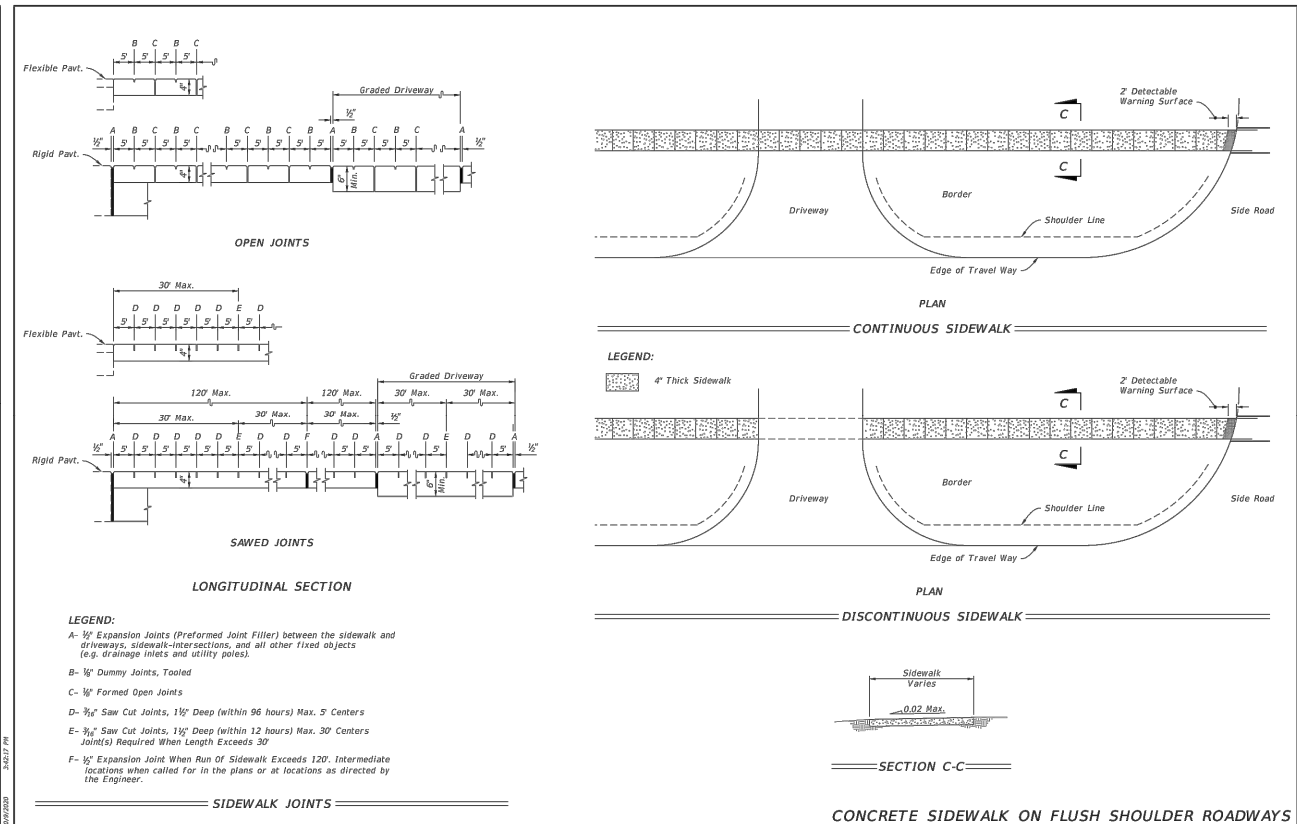 B C B C
5' 5' 5' 5'
Flexible Pavt.
4"
Graded Driveway
½"
½" A B C B C B C B C B A B C B C A ½"
5' 5' 5' 5' 5' 5' 5' 5' 5' 5' 5' 5' 5'
Rigid Pavt.
4"
6" Min.
OPEN JOINTS
30' Max.
D D D D D E D
5' 5' 5' 5' 5' 5' 5'
Flexible Pavt.
4"
Graded Driveway
120' Max. 120' Max. 30' Max. 30' Max.
30' Max. 30' Max. 30' Max. ½"
½" A D D D D D E D D F D D A D D E D D A ½"
5' 5' 5' 5' 5' 5' 5' 5' 5' 5' 5' 5' 5'
Rigid Pavt.
4"
6" Min.
SAWED JOINTS
LONGITUDINAL SECTION
LEGEND:
A– ½" Expansion Joints (Preformed Joint Filler) between the sidewalk and
driveways, sidewalk-intersections, and all other fixed objects
(e.g. drainage inlets and utility poles).
B– ⅛" Dummy Joints, Tooled
C– ⅛" Formed Open Joints
D– 3/16" Saw Cut Joints, 1½" Deep (within 96 hours) Max. 5' Centers
E– 3/16" Saw Cut Joints, 1½" Deep (within 12 hours) Max. 30' Centers
Joint(s) Required When Length Exceeds 30'
F– ½" Expansion Joint When Run Of Sidewalk Exceeds 120'. Intermediate
locations when called for in the plans or at locations as directed by
the Engineer.
SIDEWALK JOINTS
2' Detectable
Warning Surface
C
C
Border
Driveway
Shoulder Line
Side Road
Edge of Travel Way
PLAN
CONTINUOUS SIDEWALK
LEGEND:
4" Thick Sidewalk
2' Detectable
Warning Surface
C
C
Border
Driveway
Side Road
Shoulder Line
Edge of Travel Way
PLAN
DISCONTINUOUS SIDEWALK
Sidewalk
Varies
0.02 Max.
SECTION C-C
CONCRETE SIDEWALK ON FLUSH SHOULDER ROADWAYS
3:42:17 PM